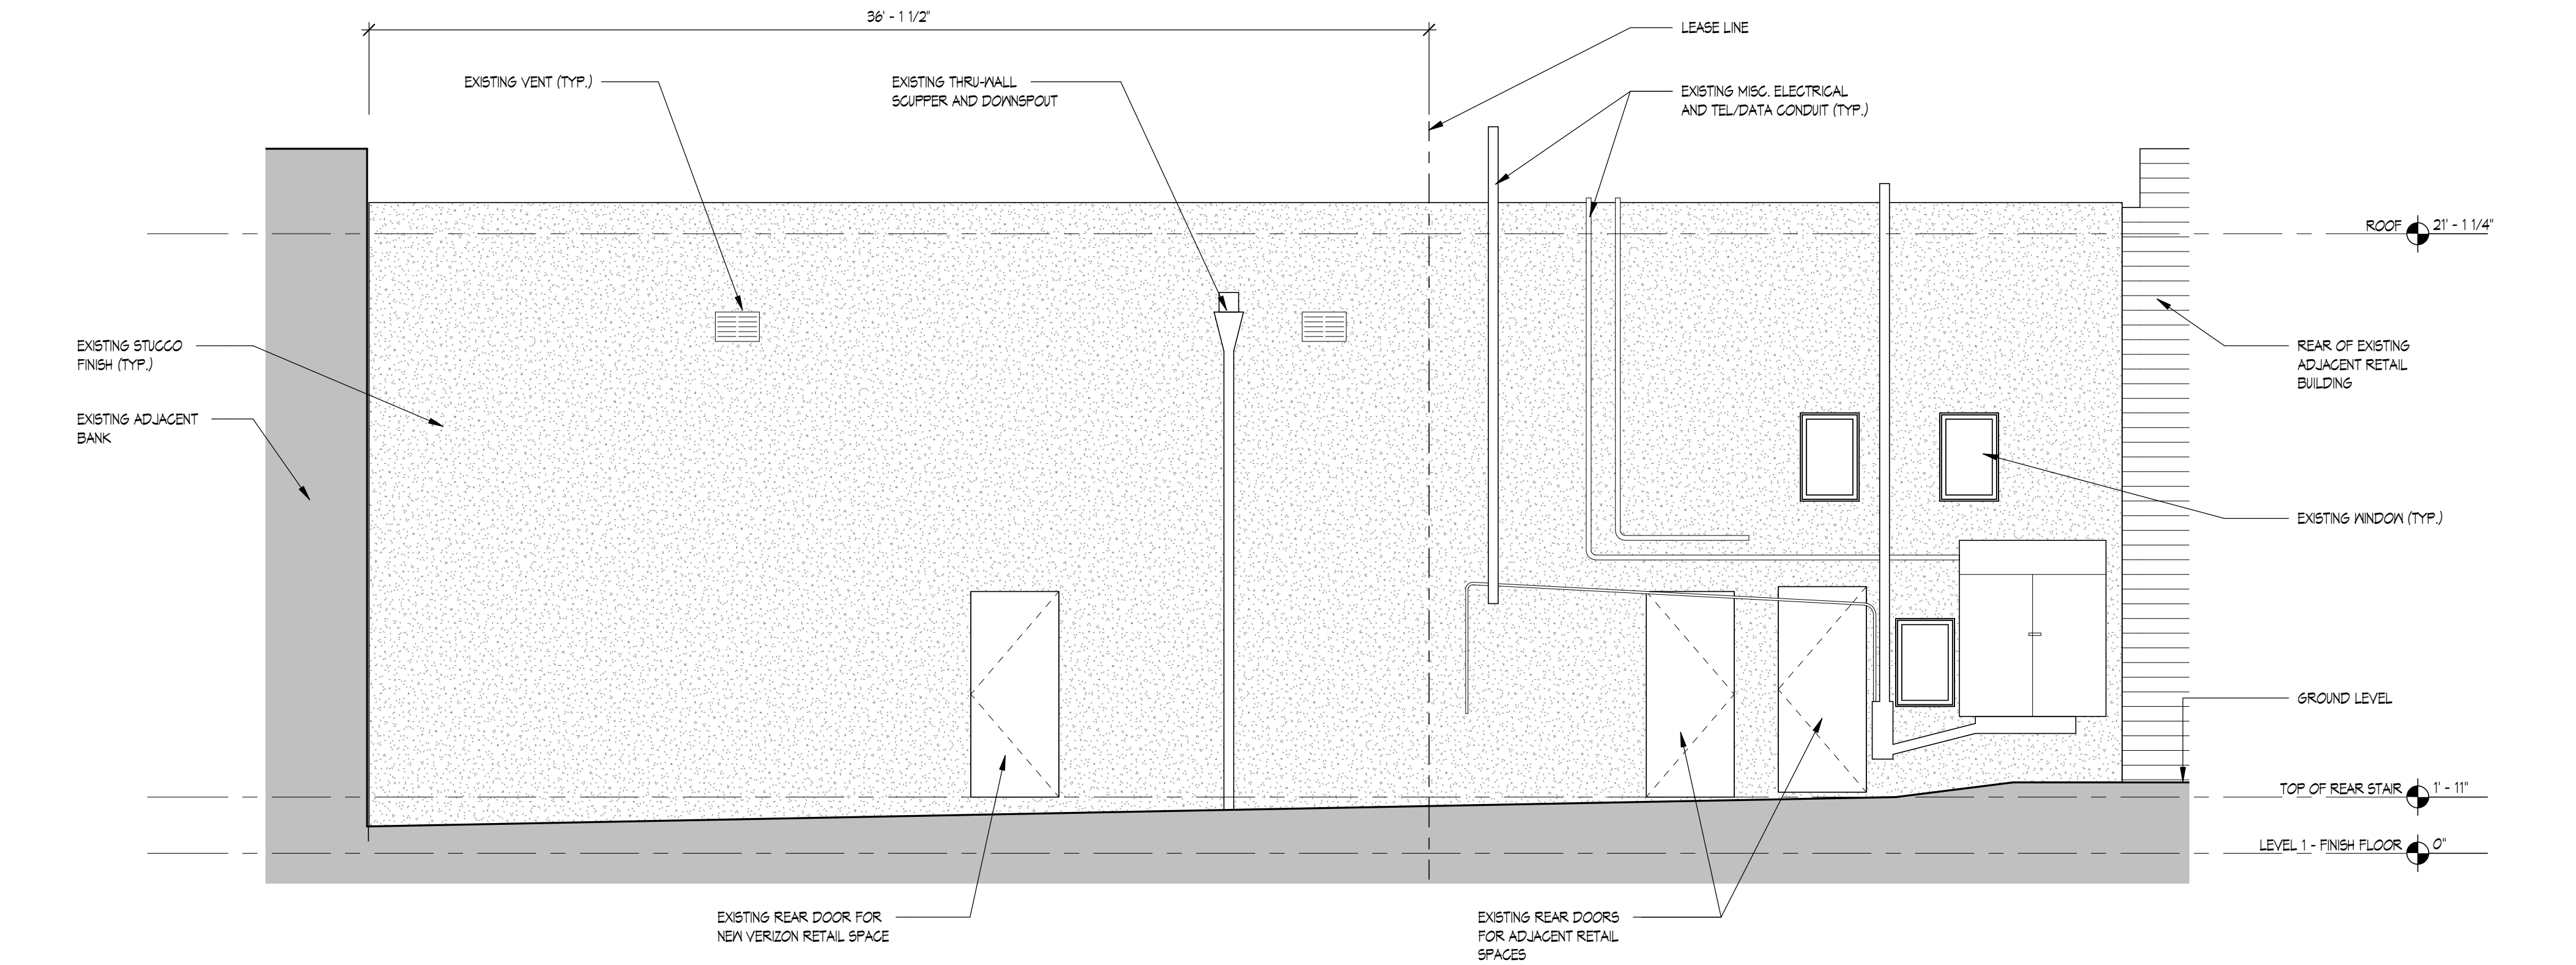 36' - 1 1/2"
LEASE LINE
EXISTING VENT (TYP.)
EXISTING THRU-WALL
SCUPPER AND DOWNSPOUT
EXISTING MISC. ELECTRICAL
AND TEL/DATA CONDUIT (TYP.)
ROOF
21' - 1 1/4"
EXISTING STUCCO
FINISH (TYP.)
REAR OF EXISTING
ADJACENT RETAIL
BUILDING
EXISTING ADJACENT
BANK
EXISTING WINDOW (TYP.)
GROUND LEVEL
TOP OF REAR STAIR
1' - 11"
LEVEL 1 - FINISH FLOOR
0"
EXISTING REAR DOOR FOR
NEW VERIZON RETAIL SPACE
EXISTING REAR DOORS
FOR ADJACENT RETAIL
SPACES